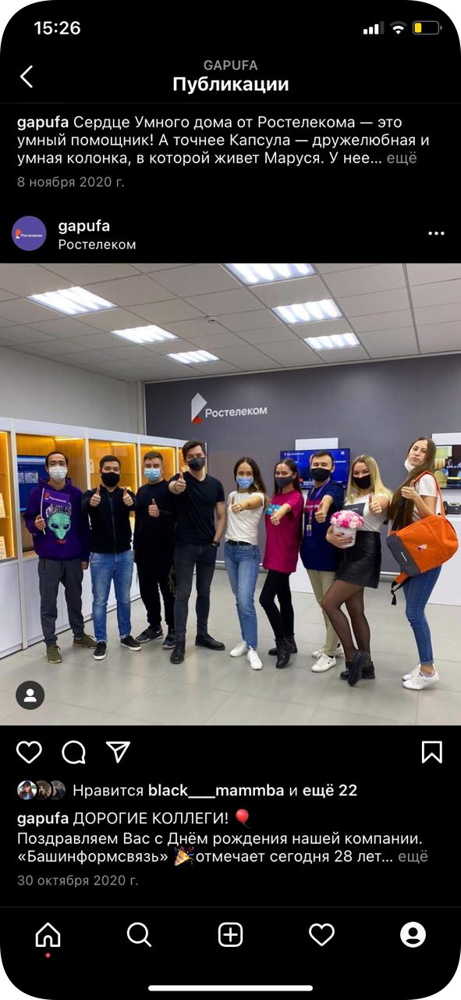 15:26
GAPUFA
Публикации
gapufa Сердце Умного дома от Ростелекома — это
умный помощник! А точнее Капсула — дружелюбная и
умная колонка, в которой живет Маруся. У нее... ещё
8 ноября 2020 г.
Ростелеком
gapufa
Ростелеком
Ростелеком
Нравится black____mammba и ещё 22
gapufa ДОРОГИЕ КОЛЛЕГИ! 🎈
Поздравляем Вас с Днём рождения нашей компании.
«Башинформсвязь» 🎉отмечает сегодня 28 лет... ещё
30 октября 2020 г.